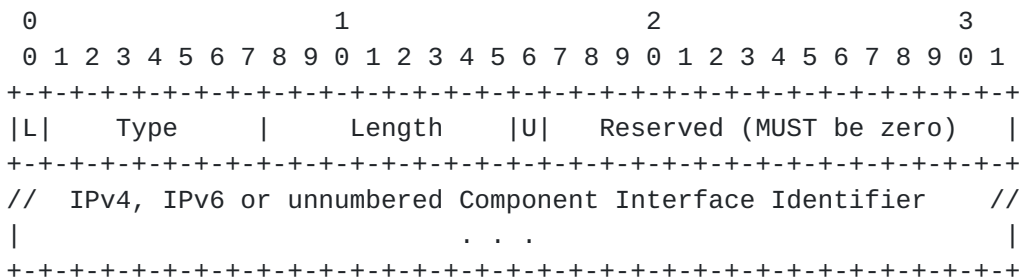 0                   1                   2                   3
 0 1 2 3 4 5 6 7 8 9 0 1 2 3 4 5 6 7 8 9 0 1 2 3 4 5 6 7 8 9 0 1
+-+-+-+-+-+-+-+-+-+-+-+-+-+-+-+-+-+-+-+-+-+-+-+-+-+-+-+-+-+-+-+-+
|L|    Type     |     Length    |U|   Reserved (MUST be zero)   |
+-+-+-+-+-+-+-+-+-+-+-+-+-+-+-+-+-+-+-+-+-+-+-+-+-+-+-+-+-+-+-+-+
//  IPv4, IPv6 or unnumbered Component Interface Identifier    //
|                            . . .                              |
+-+-+-+-+-+-+-+-+-+-+-+-+-+-+-+-+-+-+-+-+-+-+-+-+-+-+-+-+-+-+-+-+